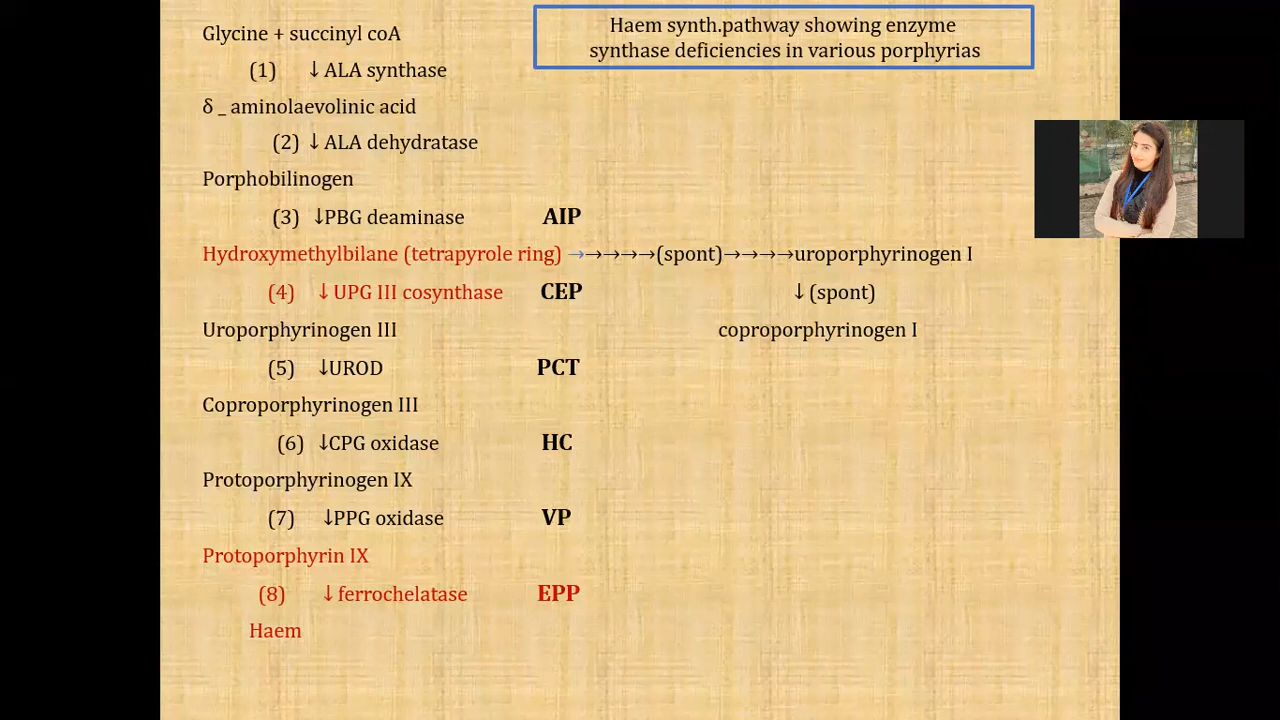 Haem synth.pathway showing enzyme
synthase deficiencies in various porphyrias
Glycine + succinyl coA
(1) ↓ ALA synthase
δ _ aminolaevolinic acid
(2) ↓ ALA dehydratase
Porphobilinogen
(3) ↓PBG deaminase AIP
Hydroxymethylbilane (tetrapyrole ring) →→→→→(spont)→→→→uroporphyrinogen I
(4) ↓ UPG III cosynthase CEP ↓ (spont)
Uroporphyrinogen III coproporphyrinogen I
(5) ↓UROD PCT
Coproporphyrinogen III
(6) ↓CPG oxidase HC
Protoporphyrinogen IX
(7) ↓PPG oxidase VP
Protoporphyrin IX
(8) ↓ ferrochelatase EPP
Haem